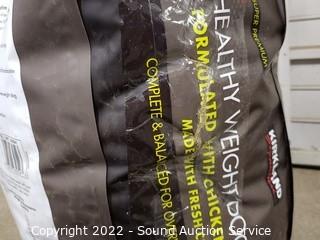 SUPER PREMIUM
HEALTHY WEIGHT DOG
FORMULATED WITH CHICKEN
MADE WITH FRESH
COMPLETE & BALANCED FOR OVER
KIRKLAND
Copyright 2022 - Sound Auction Service